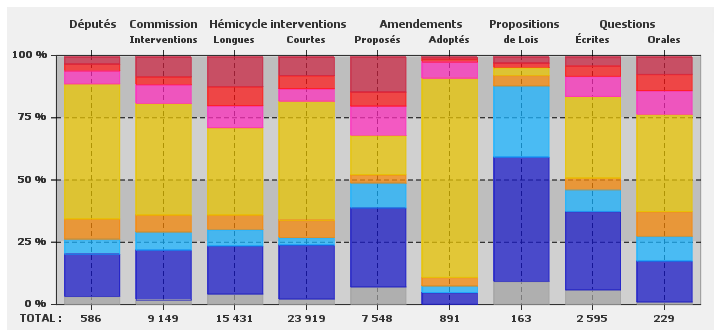 Députés Commission Hémicycle interventions Amendements Propositions Questions
Interventions Longues Courtes Proposés Adoptés de Lois Écrites Orales
100 %
75 %
50 %
25 %
0 %
TOTAL : 586 9 149 15 431 23 919 7 548 891 163 2 595 229